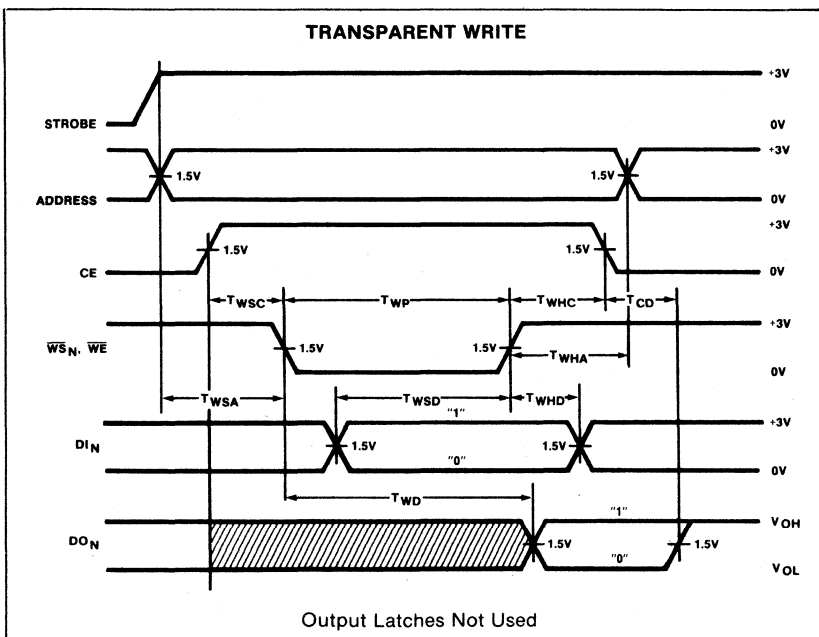 TRANSPARENT WRITE
+3V
STROBE
0V
+3V
1.5V
1.5V
ADDRESS
0V
+3V
1.5V
1.5V
CE
0V
TWSC
TWP
TWHC
TCD
+3V
WSN, WE
1.5V
1.5V
TWHA
0V
TWSA
TWSD
TWHD
"1"
+3V
DIN
1.5V
1.5V
"0"
0V
TWD
"1"
VOH
DON
1.5V
1.5V
"0"
VOL
Output Latches Not Used